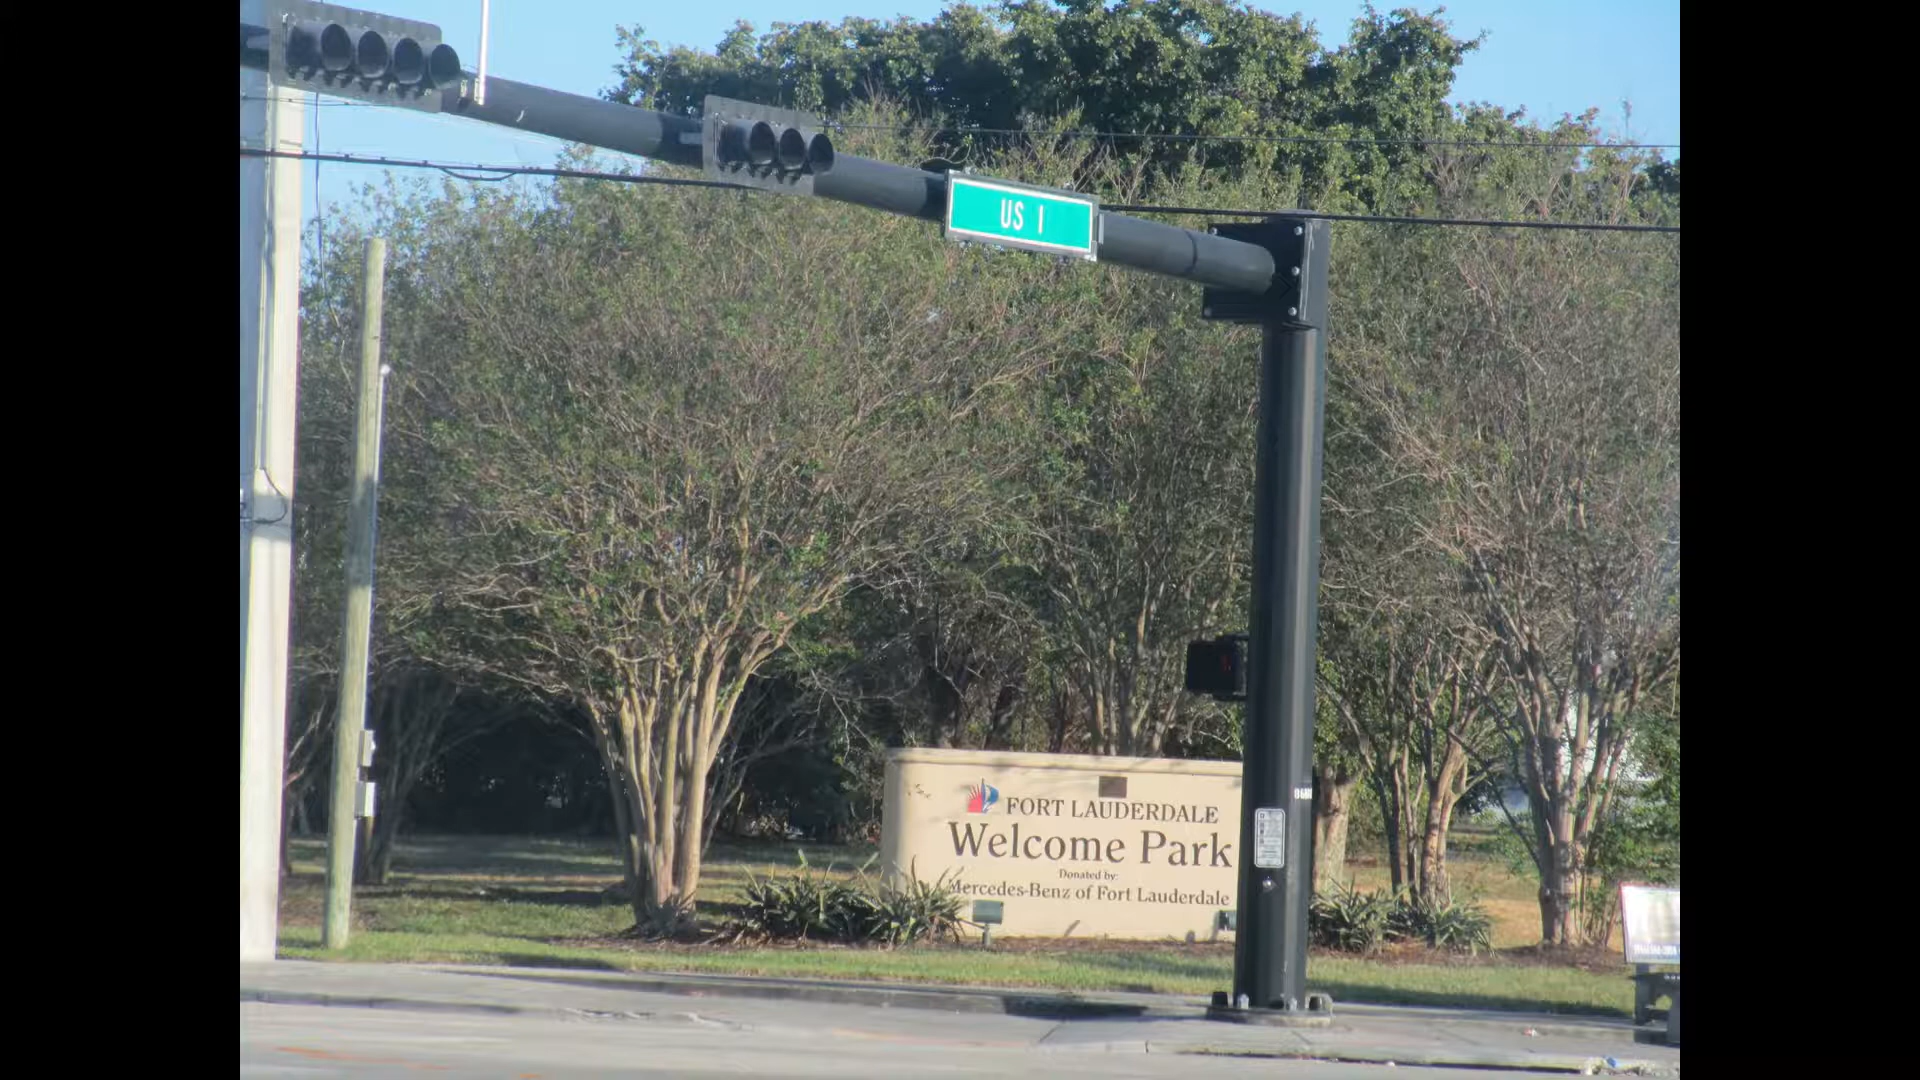 US 1
FORT LAUDERDALE
Welcome Park
Donated by:
Mercedes-Benz of Fort Lauderdale